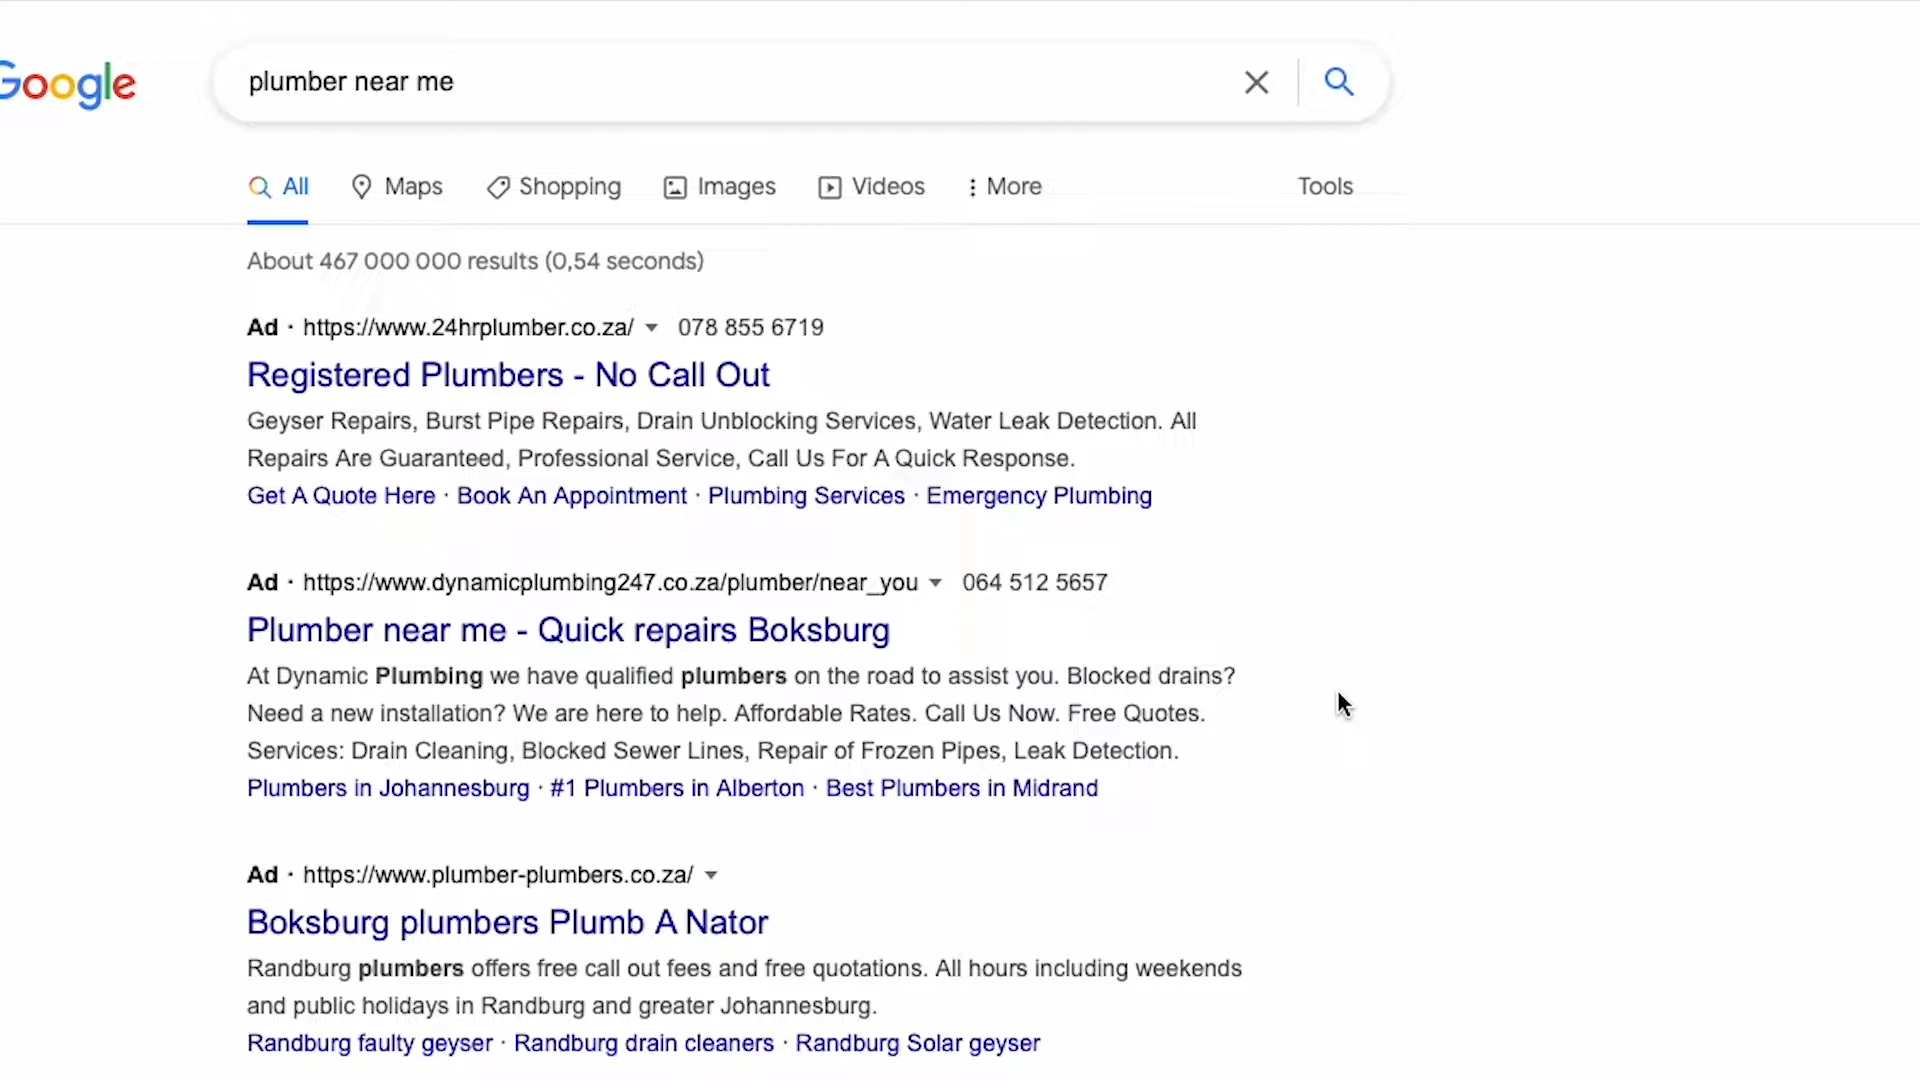 Google
plumber near me
All Maps Shopping Images Videos More Tools
About 467 000 000 results (0,54 seconds)
Ad · https://www.24hrplumber.co.za/ 078 855 6719
Registered Plumbers - No Call Out
Geyser Repairs, Burst Pipe Repairs, Drain Unblocking Services, Water Leak Detection. All
Repairs Are Guaranteed, Professional Service, Call Us For A Quick Response.
Get A Quote Here · Book An Appointment · Plumbing Services · Emergency Plumbing
Ad · https://www.dynamicplumbing247.co.za/plumber/near_you 064 512 5657
Plumber near me - Quick repairs Boksburg
At Dynamic Plumbing we have qualified plumbers on the road to assist you. Blocked drains?
Need a new installation? We are here to help. Affordable Rates. Call Us Now. Free Quotes.
Services: Drain Cleaning, Blocked Sewer Lines, Repair of Frozen Pipes, Leak Detection.
Plumbers in Johannesburg · #1 Plumbers in Alberton · Best Plumbers in Midrand
Ad · https://www.plumber-plumbers.co.za/
Boksburg plumbers Plumb A Nator
Randburg plumbers offers free call out fees and free quotations. All hours including weekends
and public holidays in Randburg and greater Johannesburg.
Randburg faulty geyser · Randburg drain cleaners · Randburg Solar geyser